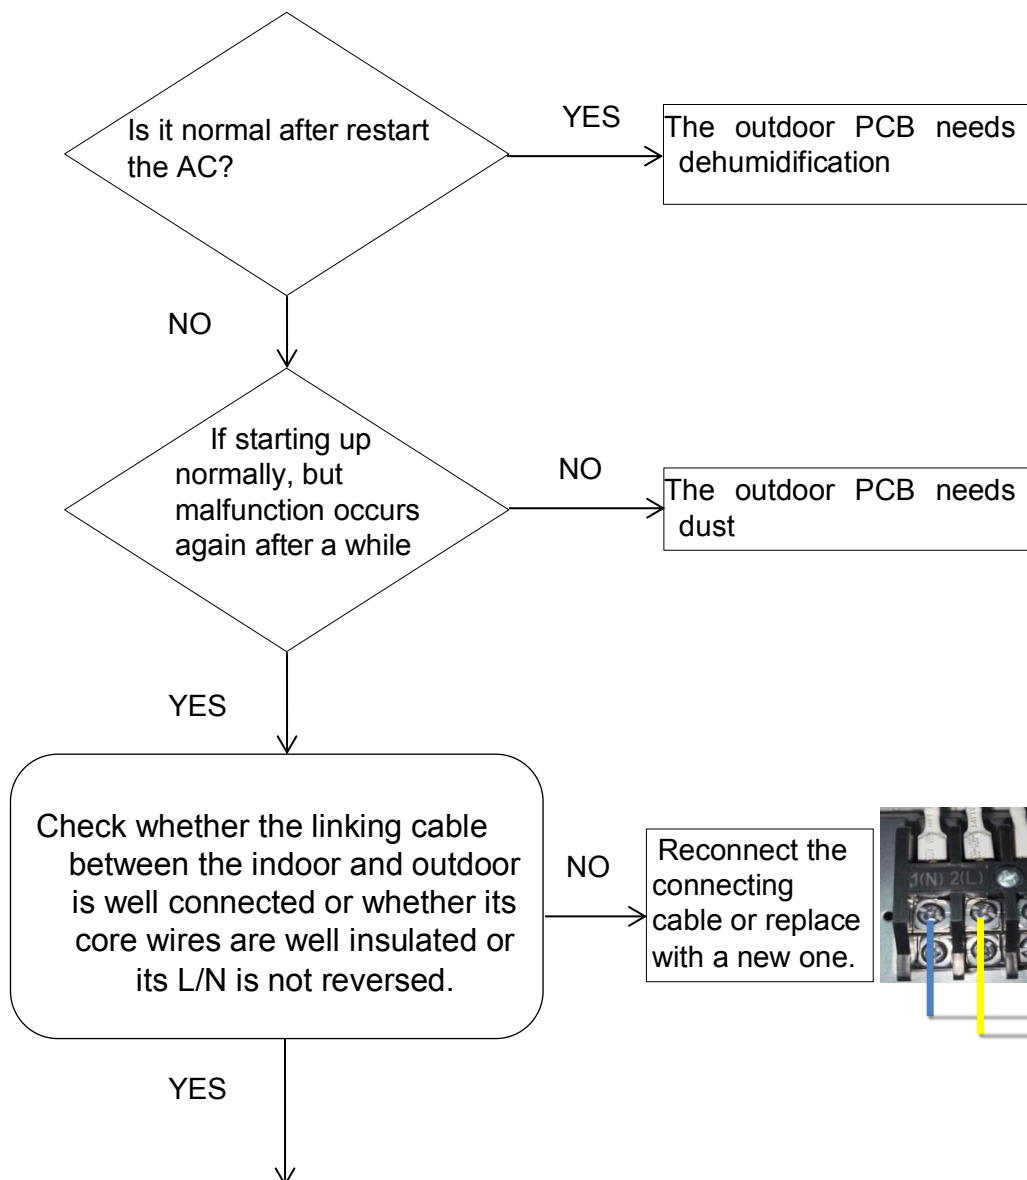 Is it normal after restart
the AC?
YES
The outdoor PCB needs
dehumidification
NO
If starting up
normally, but
malfunction occurs
again after a while
NO
The outdoor PCB needs
dust
YES
Check whether the linking cable
between the indoor and outdoor
is well connected or whether its
core wires are well insulated or
its L/N is not reversed.
NO
Reconnect the
connecting
cable or replace
with a new one.
1(N) 2(L)
YES